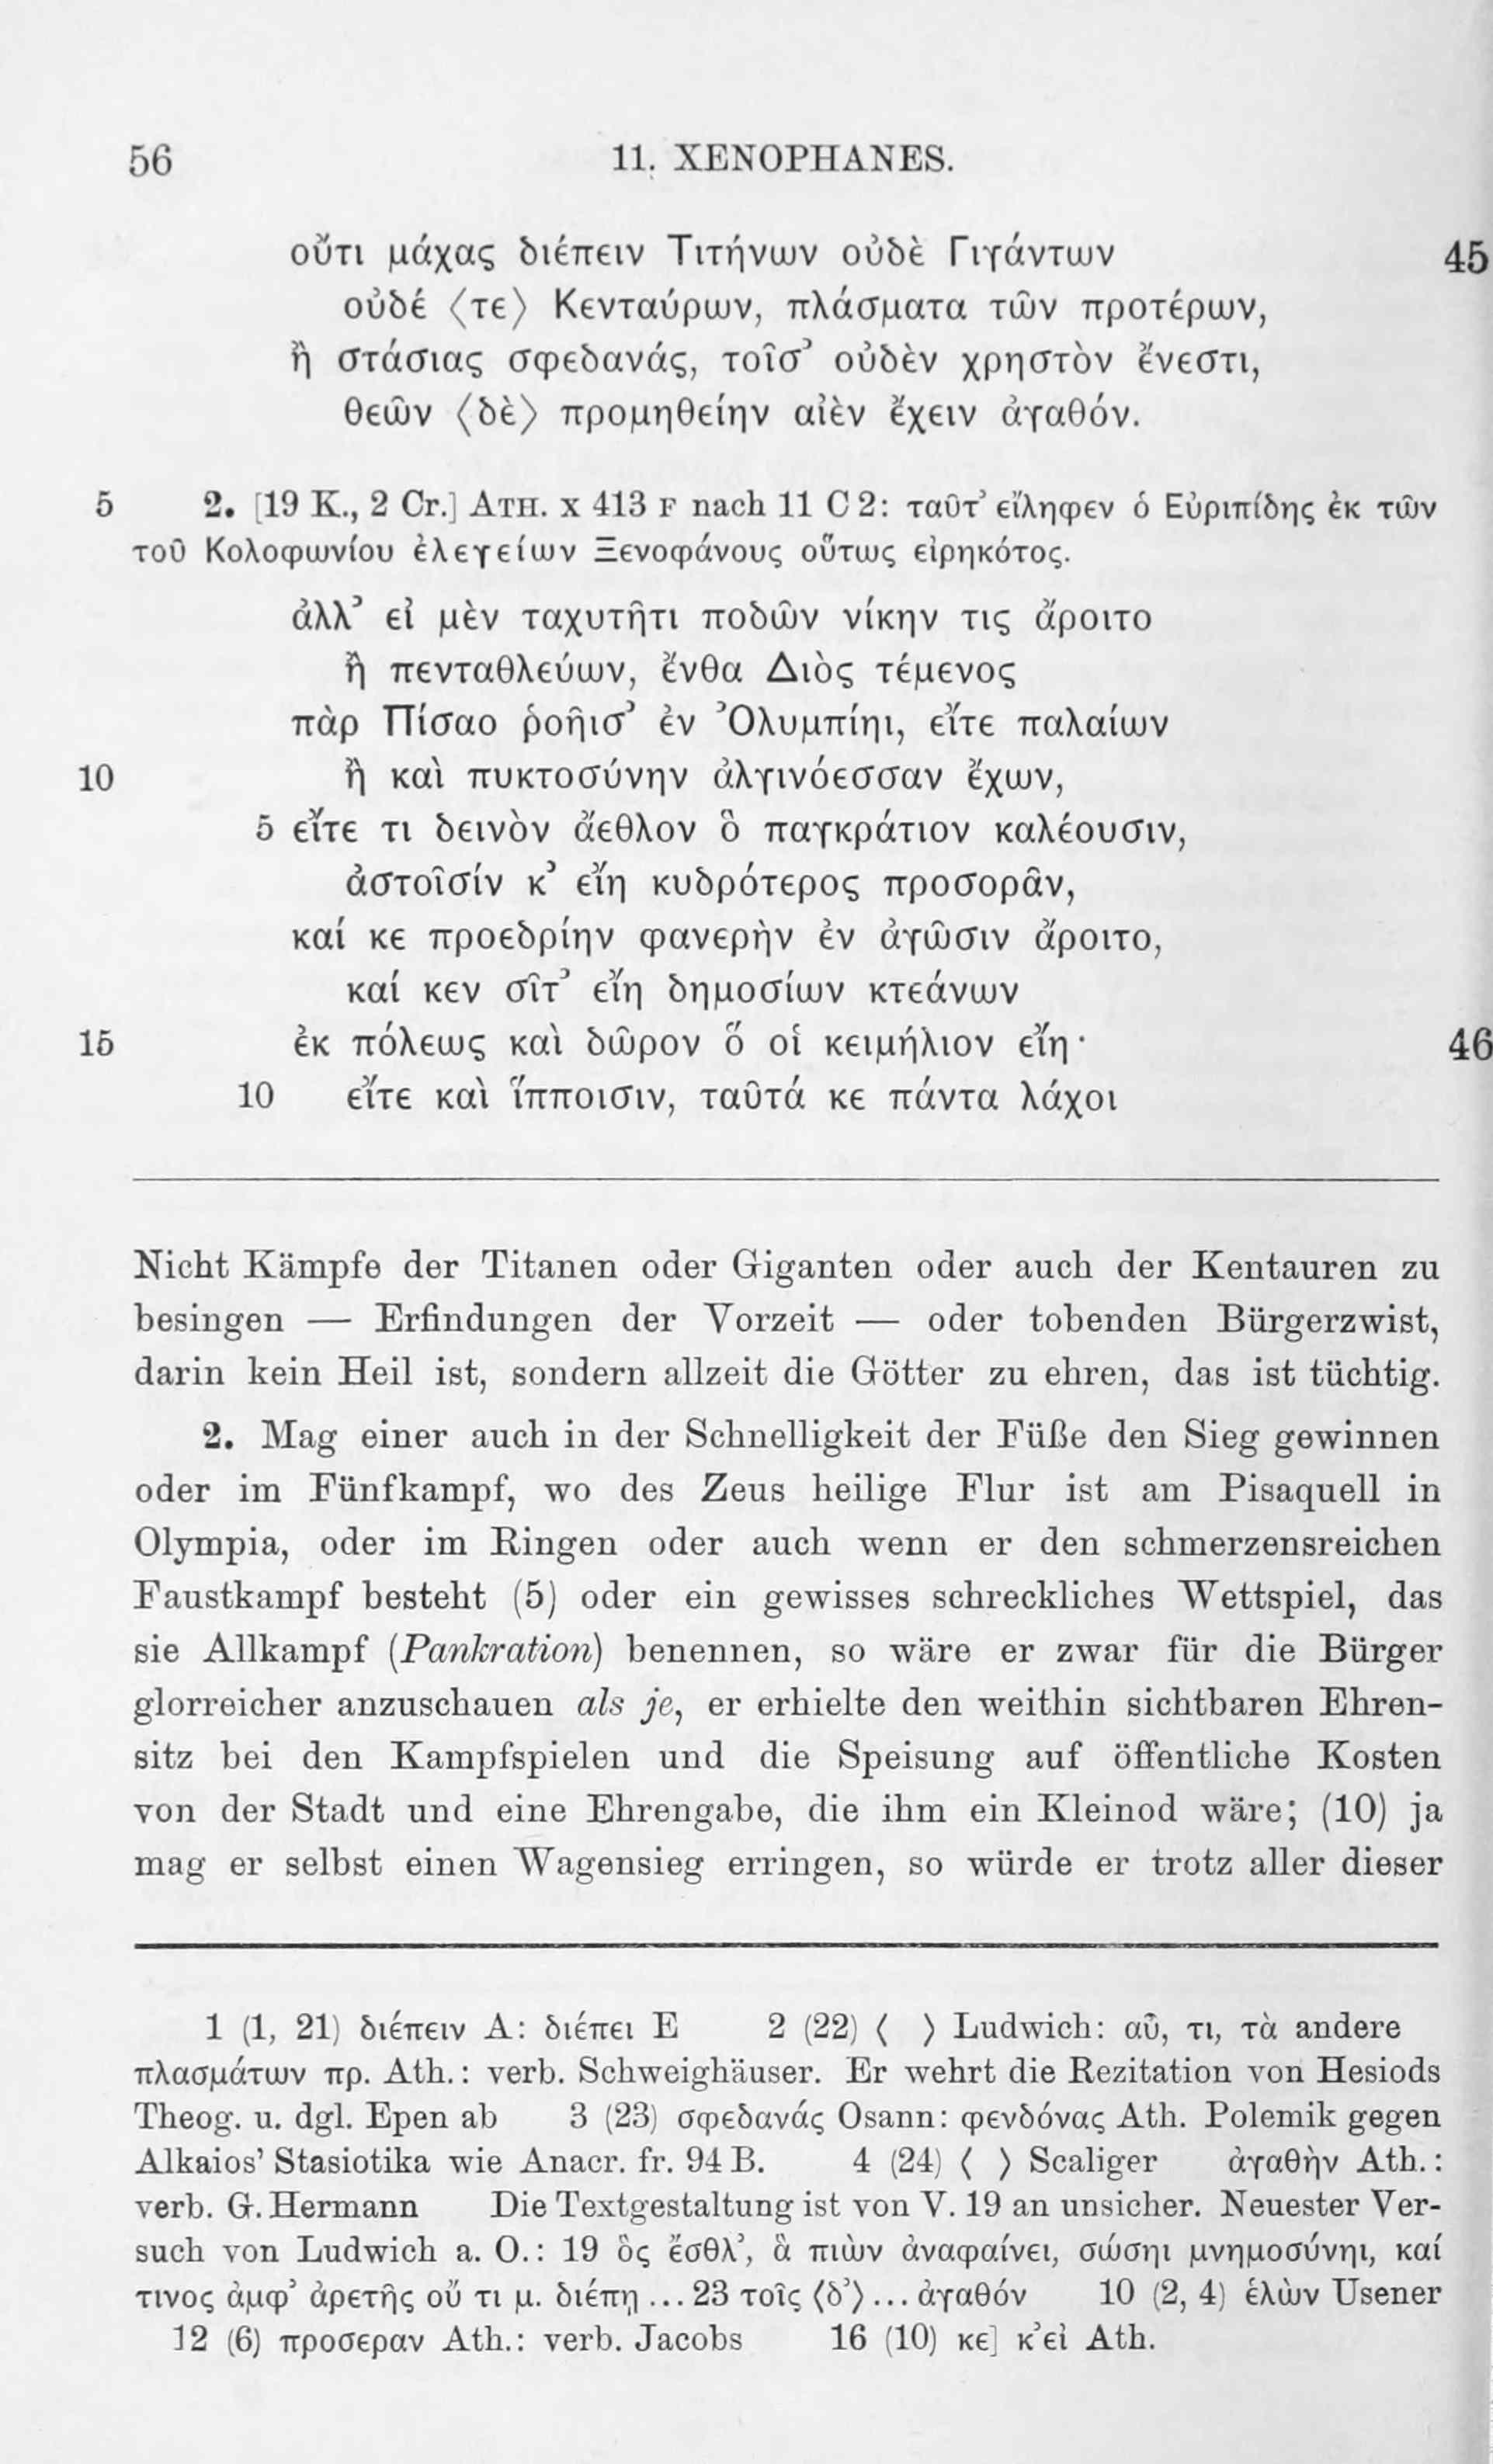 56 11. XENOPHANES.
οὔτι μάχας διέπειν Τιτήνων οὐδὲ Γιγάντων 45
οὐδέ ⟨τε⟩ Κενταύρων, πλάσματα τῶν προτέρων,
ἢ στάσιας σφεδανάς, τοῖσ’ οὐδὲν χρηστὸν ἔνεστι,
θεῶν ⟨δὲ⟩ προμηθείην αἰὲν ἔχειν ἀγαθόν.
5 2. [19 K., 2 Cr.] ATH. X 413 F nach 11 C 2: ταῦτ’ εἴληφεν ὁ Εὐριπίδης ἐκ τῶν
τοῦ Κολοφωνίου ἐλεγείων Ξενοφάνους οὕτως εἰρηκότος.
ἀλλ’ εἰ μὲν ταχυτῆτι ποδῶν νίκην τις ἄροιτο
ἢ πενταθλεύων, ἔνθα Διὸς τέμενος
πὰρ Πίσαο ῥοῆισ’ ἐν Ὀλυμπίηι, εἴτε παλαίων
10 ἢ καὶ πυκτοσύνην ἀλγινόεσσαν ἔχων,
5 εἴτε τι δεινὸν ἄεθλον ὃ παγκράτιον καλέουσιν,
ἀστοῖσίν κ’ εἴη κυδρότερος προσορᾶν,
καί κε προεδρίην φανερὴν ἐν ἀγῶσιν ἄροιτο,
καί κεν σῖτ’ εἴη δημοσίων κτεάνων
15 ἐκ πόλεως καὶ δῶρον ὅ οἱ κειμήλιον εἴη· 46
10 εἴτε καὶ ἵπποισιν, ταῦτά κε πάντα λάχοι
Nicht Kämpfe der Titanen oder Giganten oder auch der Kentauren zu
besingen — Erfindungen der Vorzeit — oder tobenden Bürgerzwist,
darin kein Heil ist, sondern allzeit die Götter zu ehren, das ist tüchtig.
2. Mag einer auch in der Schnelligkeit der Füße den Sieg gewinnen
oder im Fünfkampf, wo des Zeus heilige Flur ist am Pisaquell in
Olympia, oder im Ringen oder auch wenn er den schmerzensreichen
Faustkampf besteht (5) oder ein gewisses schreckliches Wettspiel, das
sie Allkampf (Pankration) benennen, so wäre er zwar für die Bürger
glorreicher anzuschauen als je, er erhielte den weithin sichtbaren Ehren-
sitz bei den Kampfspielen und die Speisung auf öffentliche Kosten
von der Stadt und eine Ehrengabe, die ihm ein Kleinod wäre; (10) ja
mag er selbst einen Wagensieg erringen, so würde er trotz aller dieser
1 (1, 21) διέπειν A: διέπει E 2 (22) ⟨ ⟩ Ludwich: αὖ, τι, τὰ andere
πλασμάτων πρ. Ath.: verb. Schweighäuser. Er wehrt die Rezitation von Hesiods
Theog. u. dgl. Epen ab 3 (23) σφεδανάς Osann: φενδόνας Ath. Polemik gegen
Alkaios’ Stasiotika wie Anacr. fr. 94 B. 4 (24) ⟨ ⟩ Scaliger ἀγαθὴν Ath.:
verb. G. Hermann Die Textgestaltung ist von V. 19 an unsicher. Neuester Ver-
such von Ludwich a. O.: 19 ὃς ἔσθλ’, ἃ πιὼν ἀναφαίνει, σώσηι μνημοσύνηι, καί
τινος ἀμφ’ ἀρετῆς οὔ τι μ. διέπῃ ... 23 τοῖς ⟨δ’⟩ ... ἀγαθόν 10 (2, 4) ἑλὼν Usener
12 (6) προσεραν Ath.: verb. Jacobs 16 (10) κε] κ’εἰ Ath.